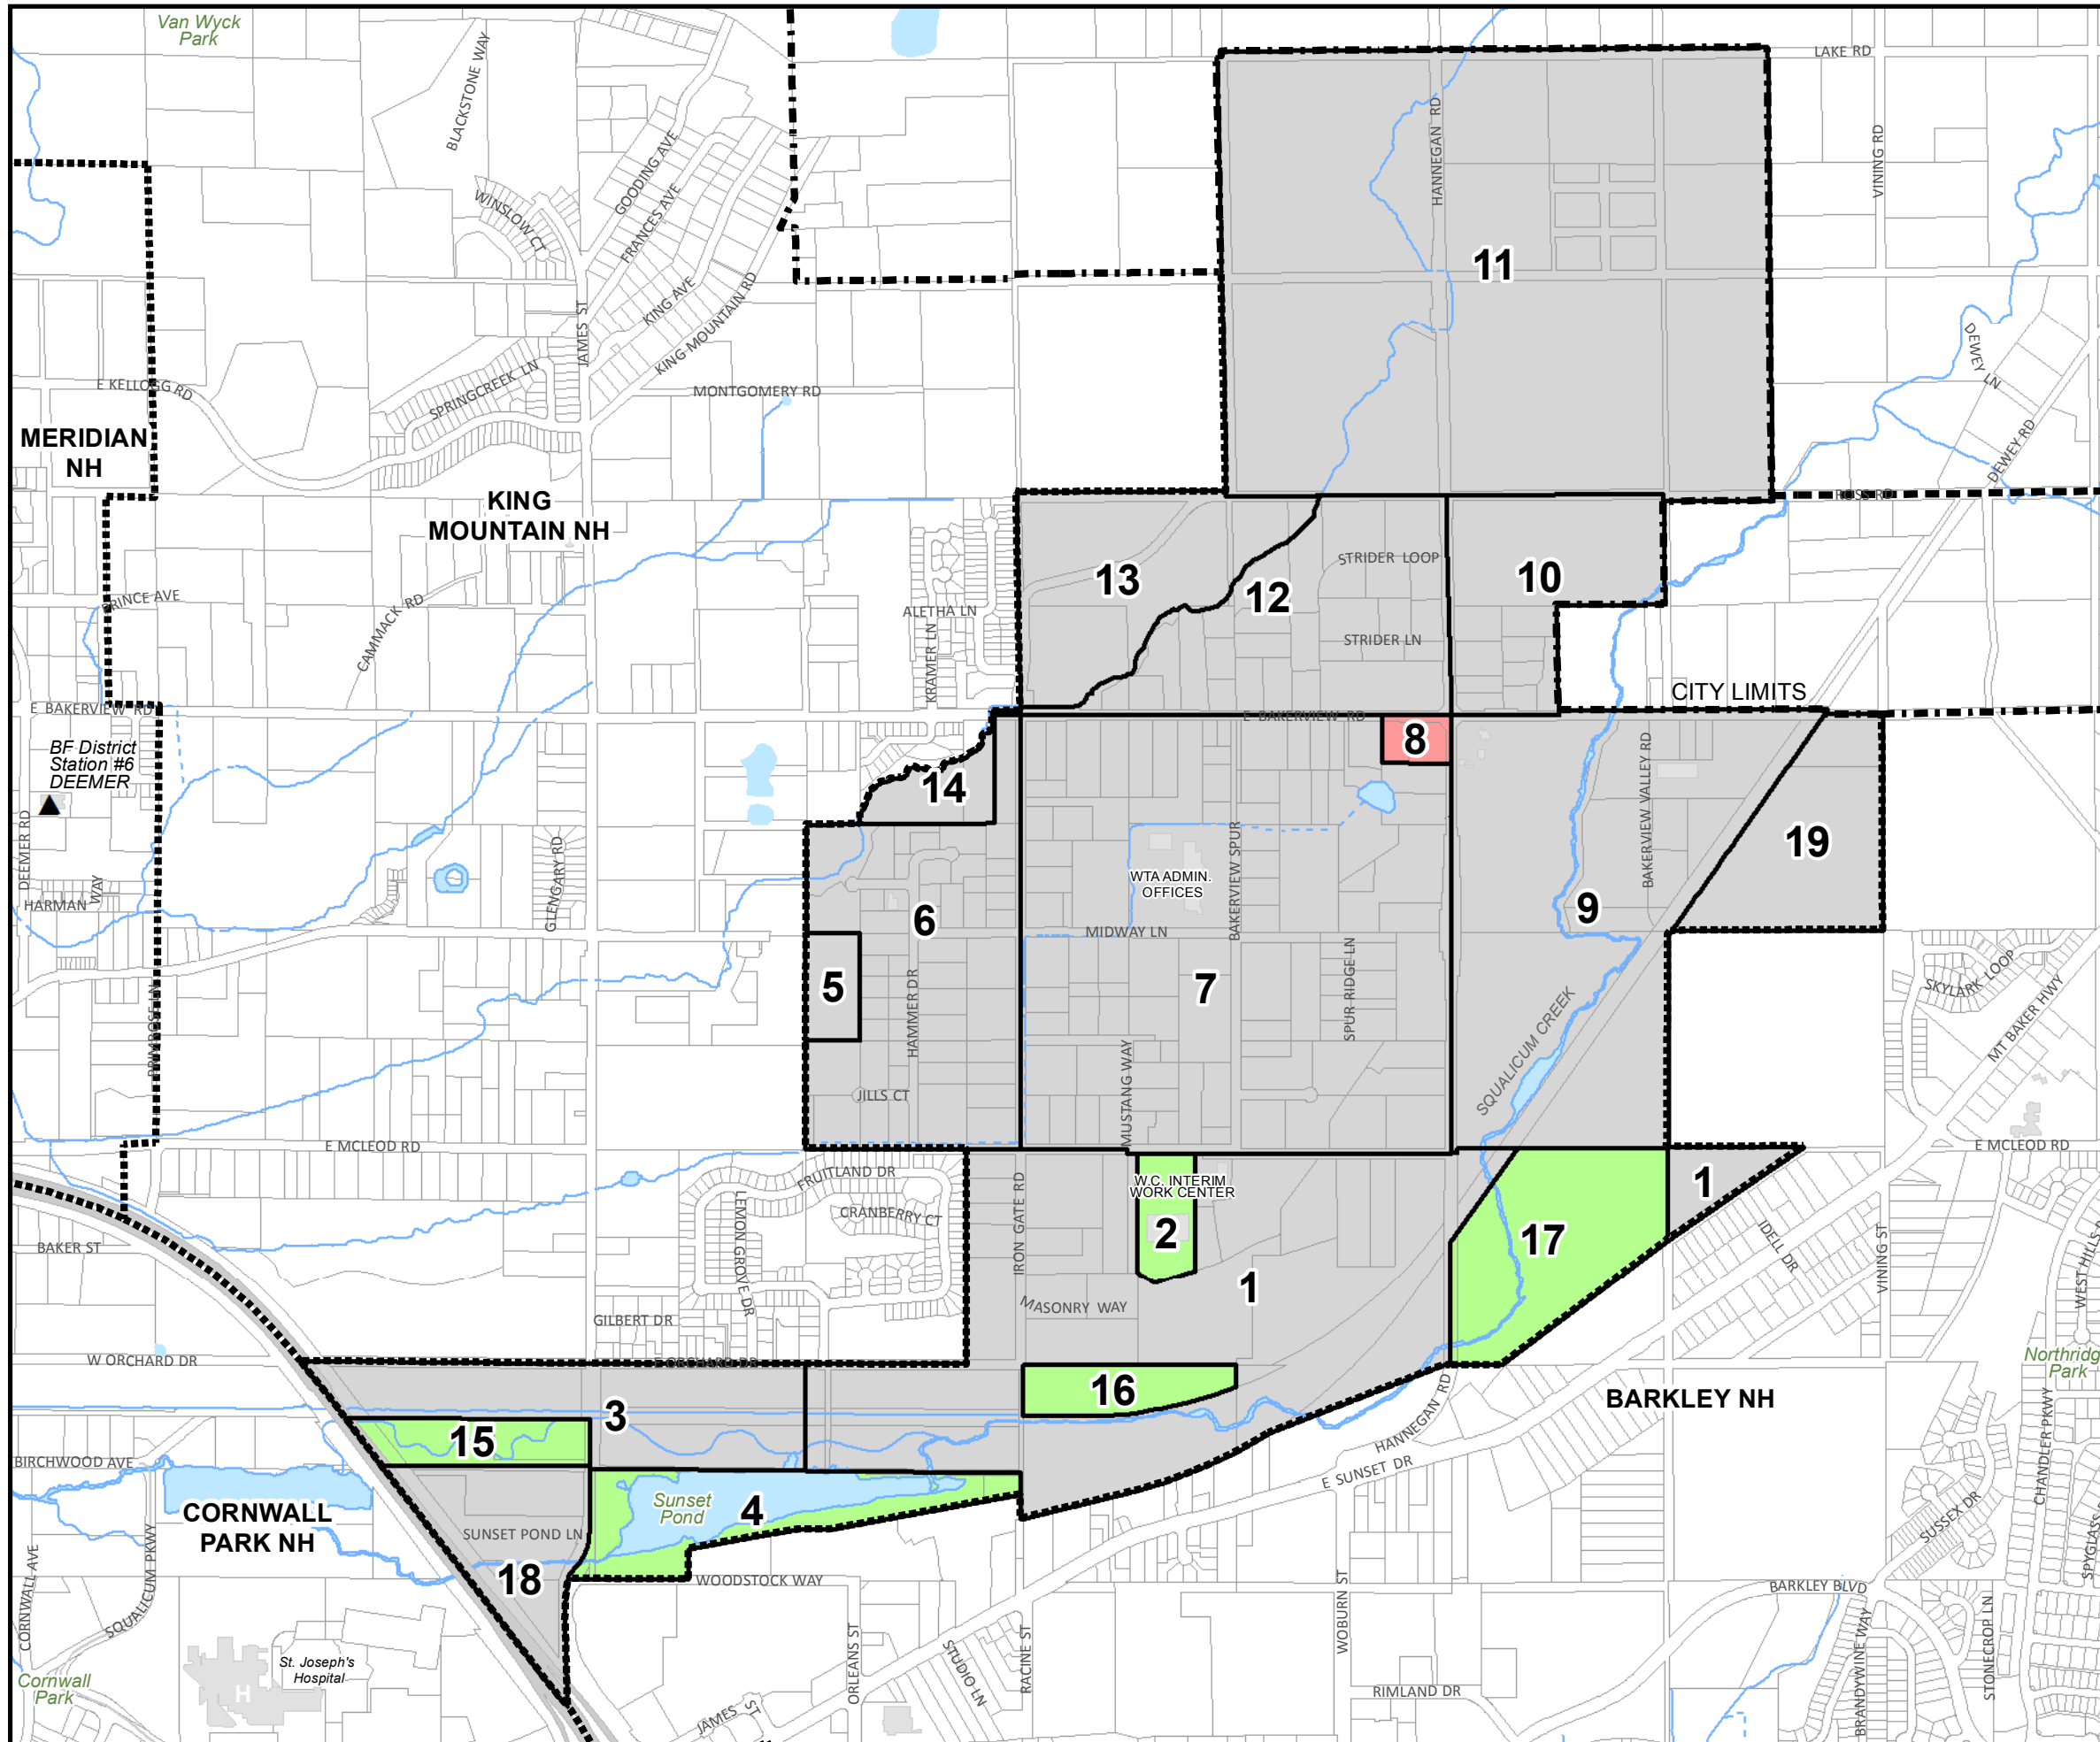 Van Wyck
Park
LAKE RD
BLACKSTONE WAY
HANNEGAN RD
VINING RD
GOODING AVE
FRANCES AVE
WINSLOW CT
11
KING AVE
KING MOUNTAIN RD
JAMES ST
DEWEY LN
E KELLOGG RD
SPRINGCREEK LN
MONTGOMERY RD
MERIDIAN
NH
KING
MOUNTAIN NH
DEWEY RD
ROSS RD
STRIDER LOOP
13
12
10
PRINCE AVE
CAMMACK RD
ALETHA LN
KRAMER LN
STRIDER LN
CITY LIMITS
E BAKERVIEW RD
E BAKERVIEW RD
8
BF District
Station #6
DEEMER
14
BAKERVIEW VALLEY RD
19
DEEMER RD
GLENGARY RD
BAKERVIEW SPUR
WTA ADMIN.
OFFICES
HARMAN
WAY
6
9
MIDWAY LN
5
7
SPUR RIDGE LN
HAMMER DR
SKYLARK LOOP
MT BAKER HWY
PRIMROSE LN
SQUALICUM CREEK
MUSTANG WAY
JILLS CT
E MCLEOD RD
E MCLEOD RD
FRUITLAND DR
W.C. INTERIM
WORK CENTER
1
CRANBERRY CT
LEMON GROVE DR
IRON GATE RD
2
17
IDELL DR
VINING ST
WEST HILLS
BAKER ST
1
MASONRY WAY
GILBERT DR
W ORCHARD DR
E ORCHARD DR
Northridg
Park
16
BARKLEY NH
3
15
HANNEGAN RD
CHANDLER PKWY
BIRCHWOOD AVE
E SUNSET DR
CORNWALL
PARK NH
Sunset
Pond
4
SUNSET POND LN
SUSSEX DR
SPYGLASS
18
WOODSTOCK WAY
BARKLEY BLVD
CORNWALL AVE
SQUALICUM PKWY
WOBURN ST
ORLEANS ST
RACINE ST
STUDIO LN
STONECROP LN
BRANDYWINE WAY
St. Joseph's
Hospital
H
Cornwall
Park
RIMLAND DR
JAMES ST